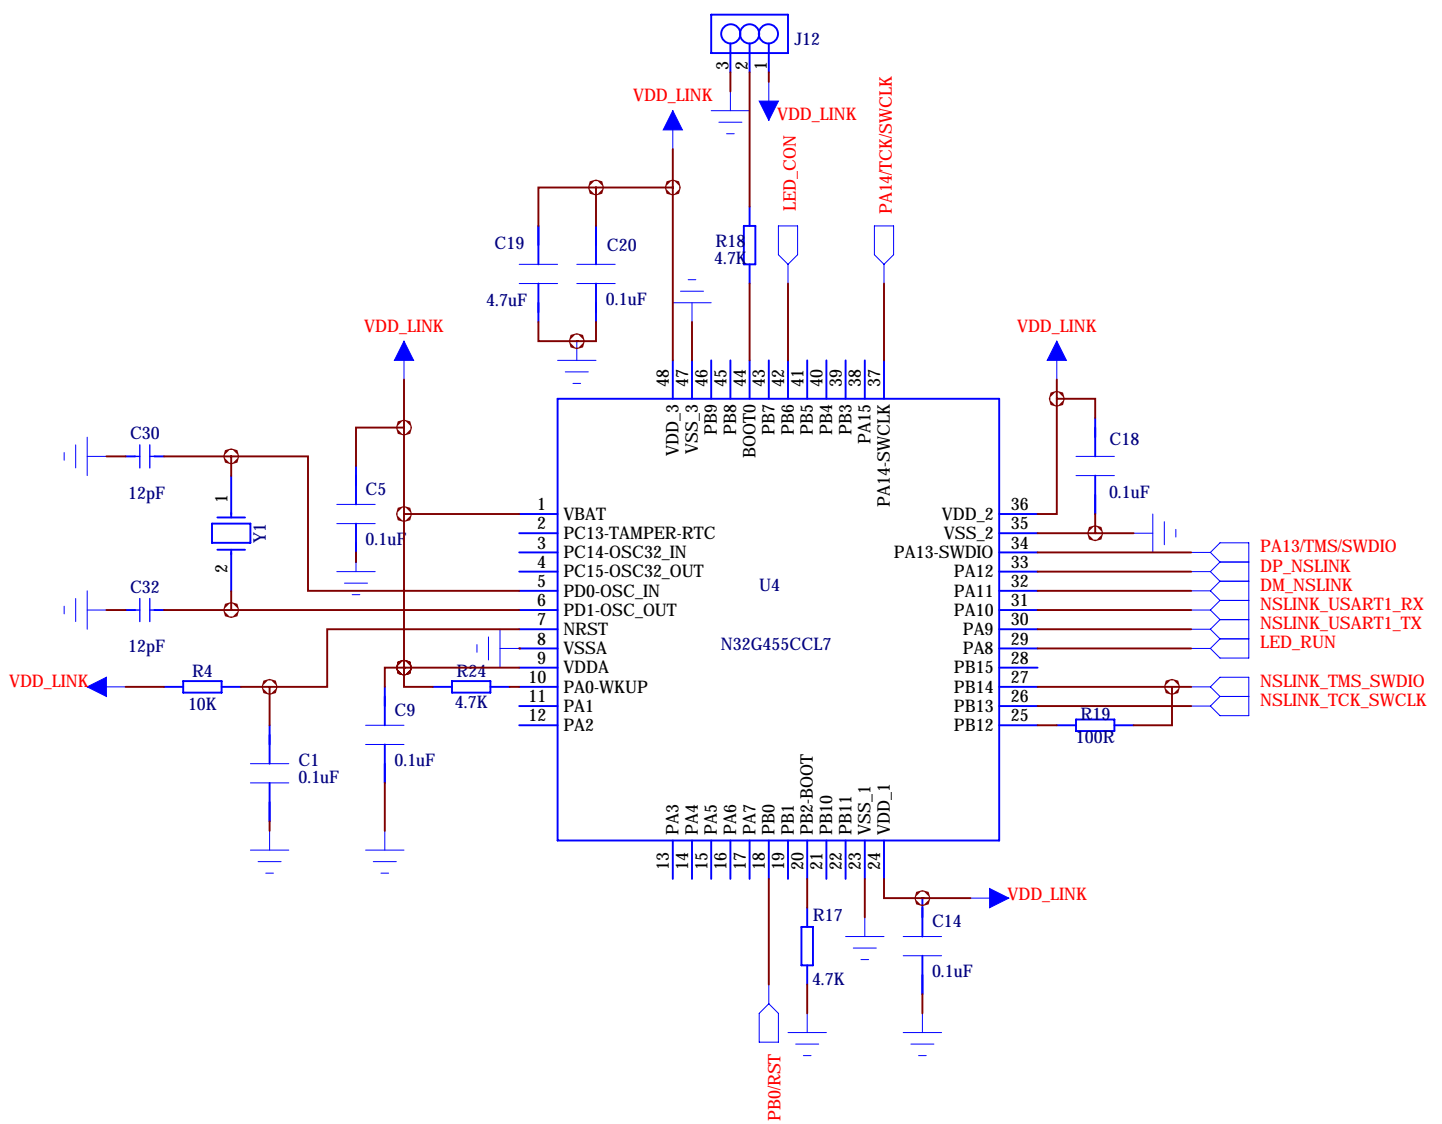 J12
3
2
1
VDD_LINK
VDD_LINK
LED_CON
PA14/TCK/SWCLK
C19
4.7uF
C20
0.1uF
R18
4.7K
VDD_LINK
VDD_LINK
48
47
46
45
44
43
42
41
40
39
38
37
VDD_3
VSS_3
PB9
PB8
BOOT0
PB7
PB6
PB5
PB4
PB3
PA15
PA14-SWCLK
C30
12pF
1
Y1
2
C32
12pF
C5
0.1uF
C18
0.1uF
1 VBAT
2 PC13-TAMPER-RTC
3 PC14-OSC32_IN
4 PC15-OSC32_OUT
5 PD0-OSC_IN
6 PD1-OSC_OUT
7 NRST
8 VSSA
9 VDDA
10 PA0-WKUP
11 PA1
12 PA2
U4
N32G455CCL7
VDD_2 36
VSS_2 35
PA13-SWDIO 34 PA13/TMS/SWDIO
PA12 33 DP_NSLINK
PA11 32 DM_NSLINK
PA10 31 NSLINK_USART1_RX
PA9 30 NSLINK_USART1_TX
PA8 29 LED_RUN
PB15 28
PB14 27 NSLINK_TMS_SWDIO
PB13 26 NSLINK_TCK_SWCLK
PB12 25
R19
100R
VDD_LINK
R4
10K
R24
4.7K
C9
0.1uF
C1
0.1uF
PA3
PA4
PA5
PA6
PA7
PB0
PB1
PB2-BOOT
PB10
PB11
VSS_1
VDD_1
13
14
15
16
17
18
19
20
21
22
23
24
VDD_LINK
R17
4.7K
C14
0.1uF
PB0/RST